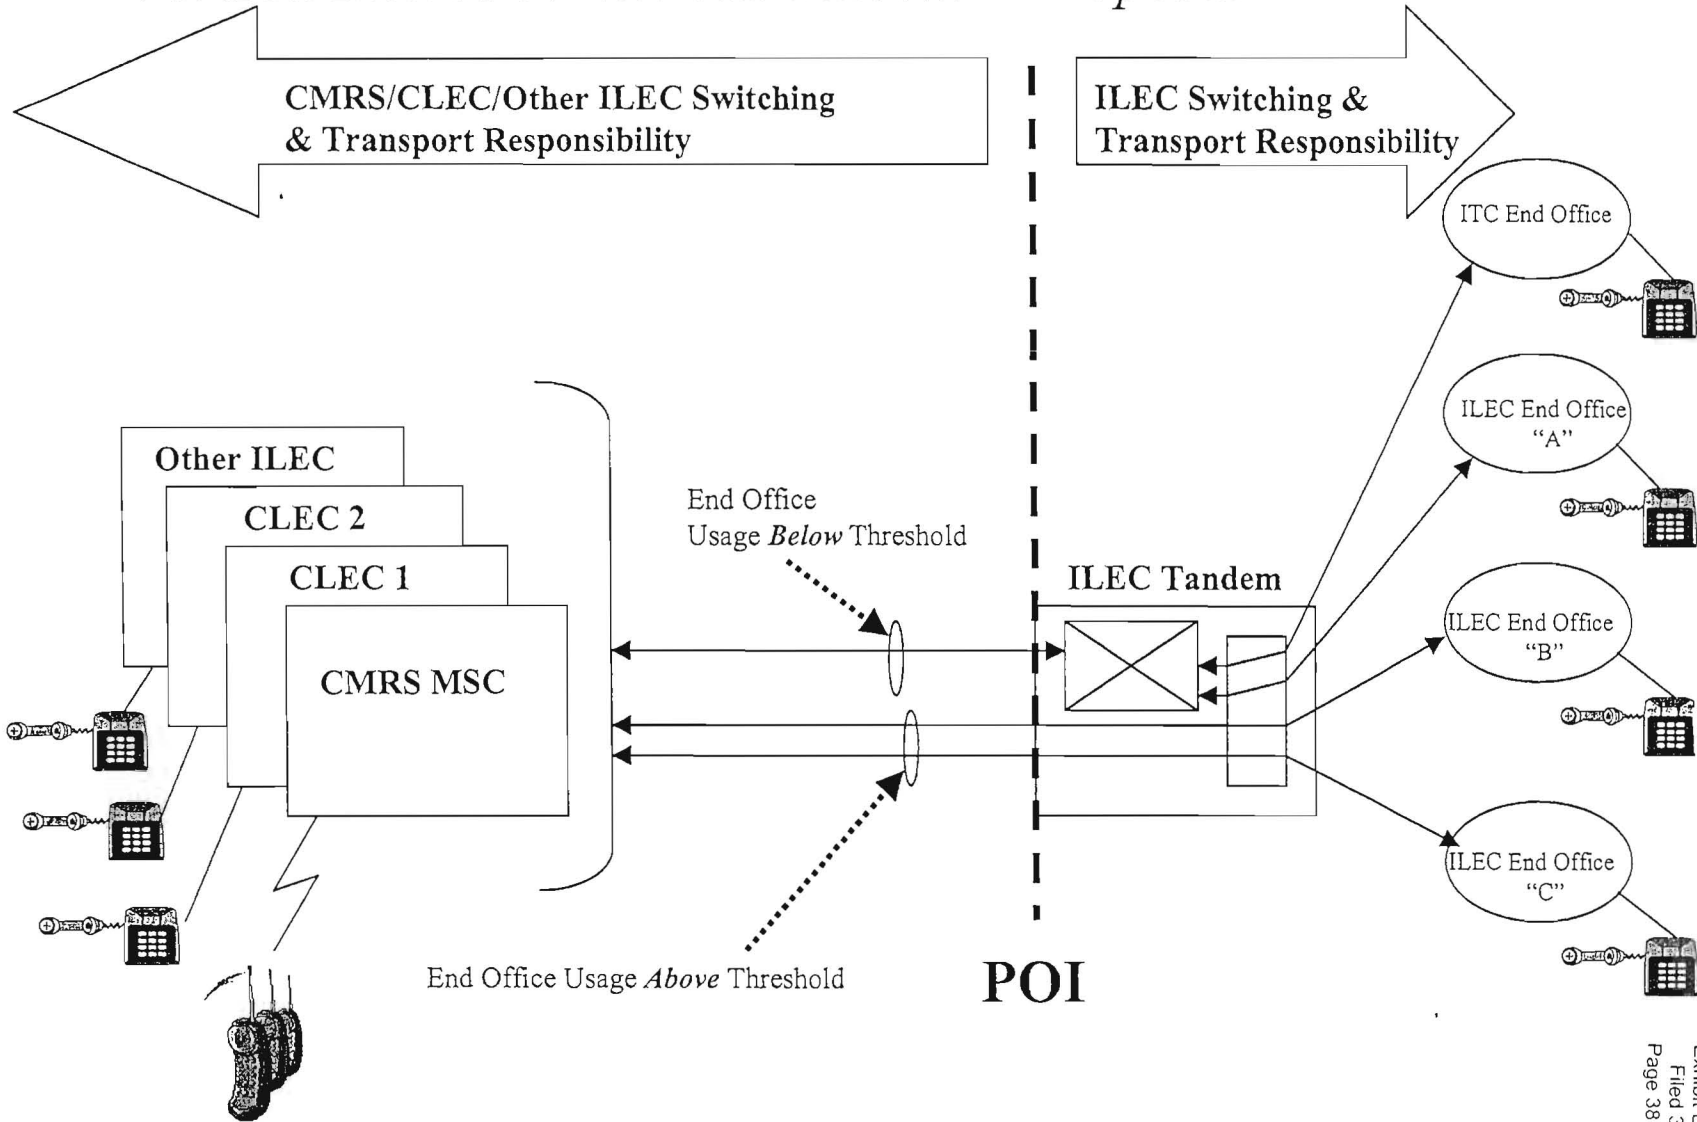 CMRS/CLEC/Other ILEC Switching
& Transport Responsibility
ILEC Switching &
Transport Responsibility
ITC End Office
ILEC End Office
“A”
Other ILEC
CLEC 2
CLEC 1
CMRS MSC
End Office
Usage Below Threshold
ILEC Tandem
ILEC End Office
“B”
ILEC End Office
“C”
End Office Usage Above Threshold
POI
Filed 3
Page 38